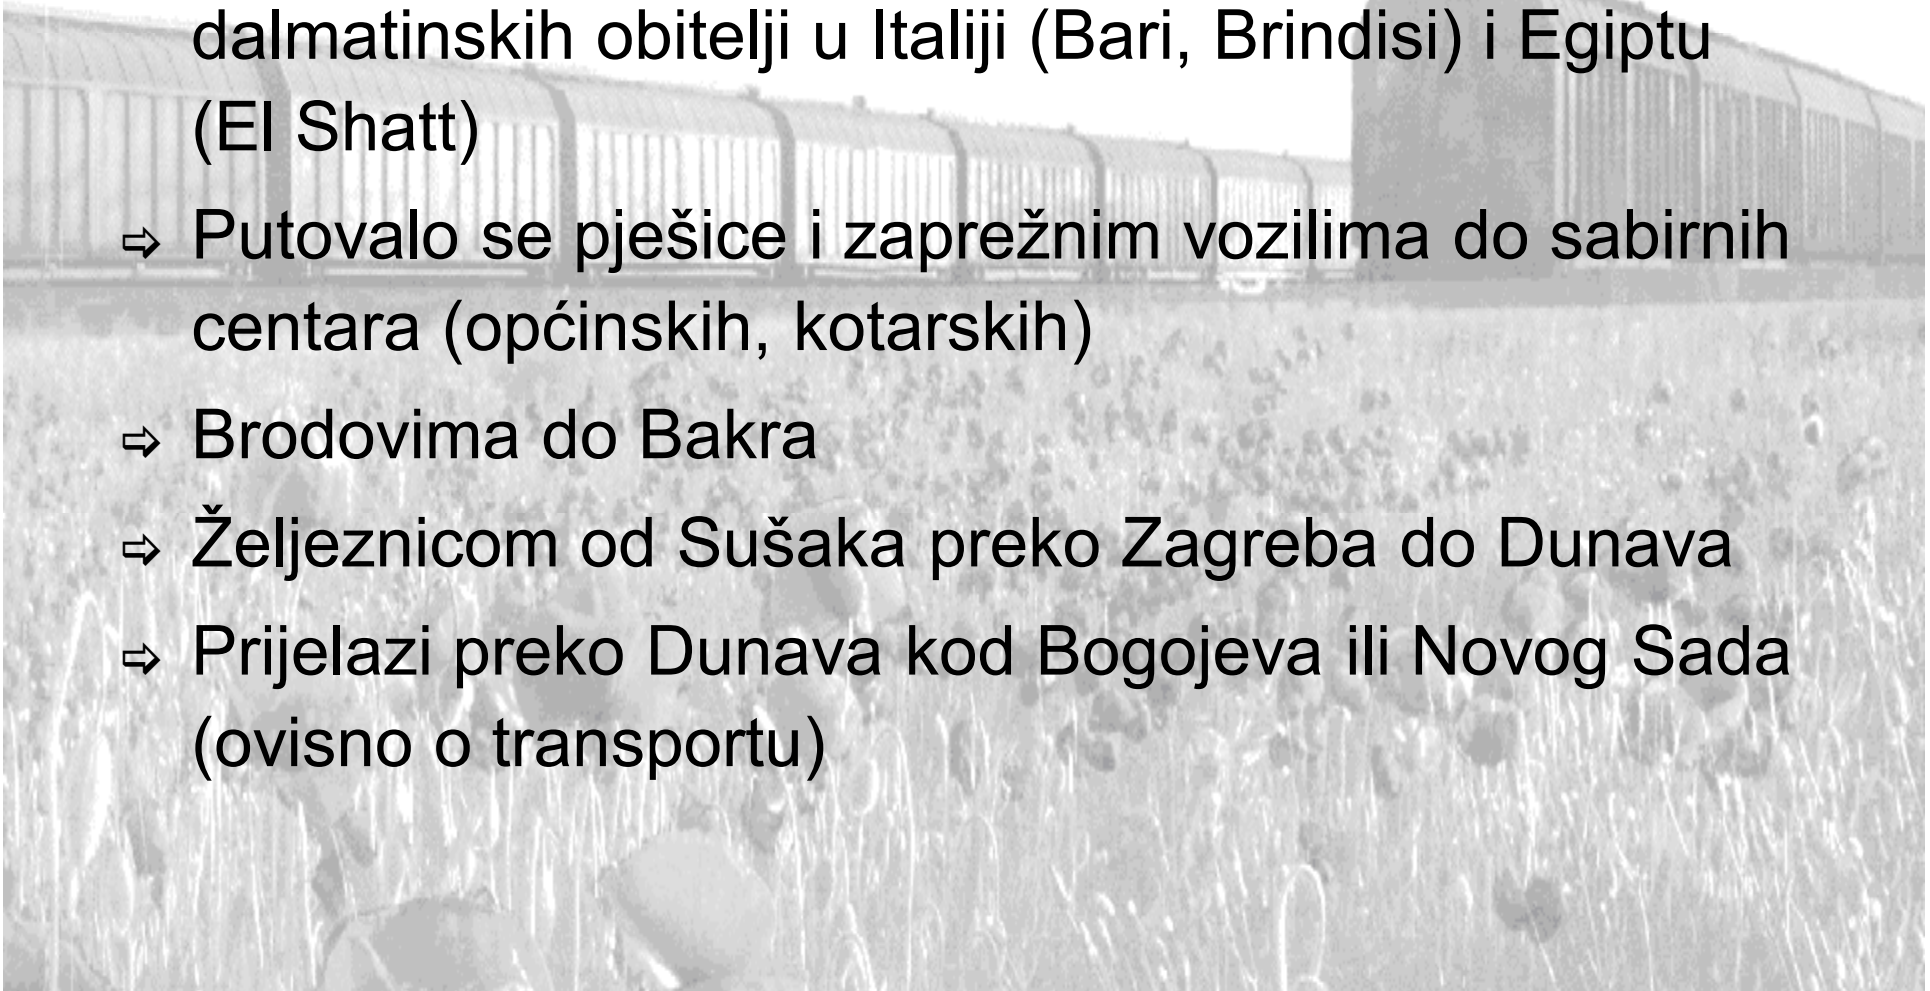 dalmatinskih obitelji u Italiji (Bari, Brindisi) i Egiptu
(El Shatt)
⇨ Putovalo se pješice i zaprežnim vozilima do sabirnih
centara (općinskih, kotarskih)
⇨ Brodovima do Bakra
⇨ Željeznicom od Sušaka preko Zagreba do Dunava
⇨ Prijelazi preko Dunava kod Bogojeva ili Novog Sada
(ovisno o transportu)